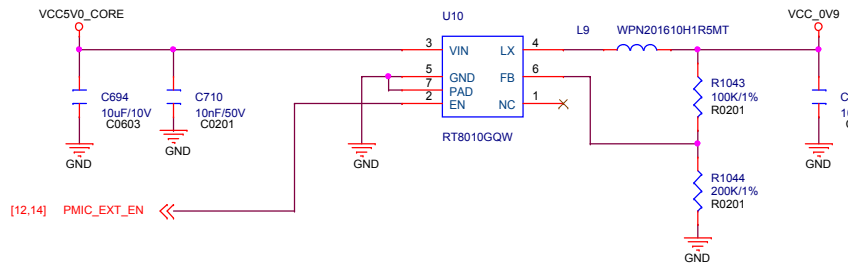 VCC5V0_CORE
U10
L9 WPN201610H1R5MT
VCC_0V9
3 VIN LX 4
5 GND FB 6
7 PAD
2 EN NC 1
RT8010GQW
C694
10uF/10V
C0603
C710
10nF/50V
C0201
R1043
100K/1%
R0201
GND
GND
GND
GND
R1044
200K/1%
R0201
GND
[12,14] PMIC_EXT_EN